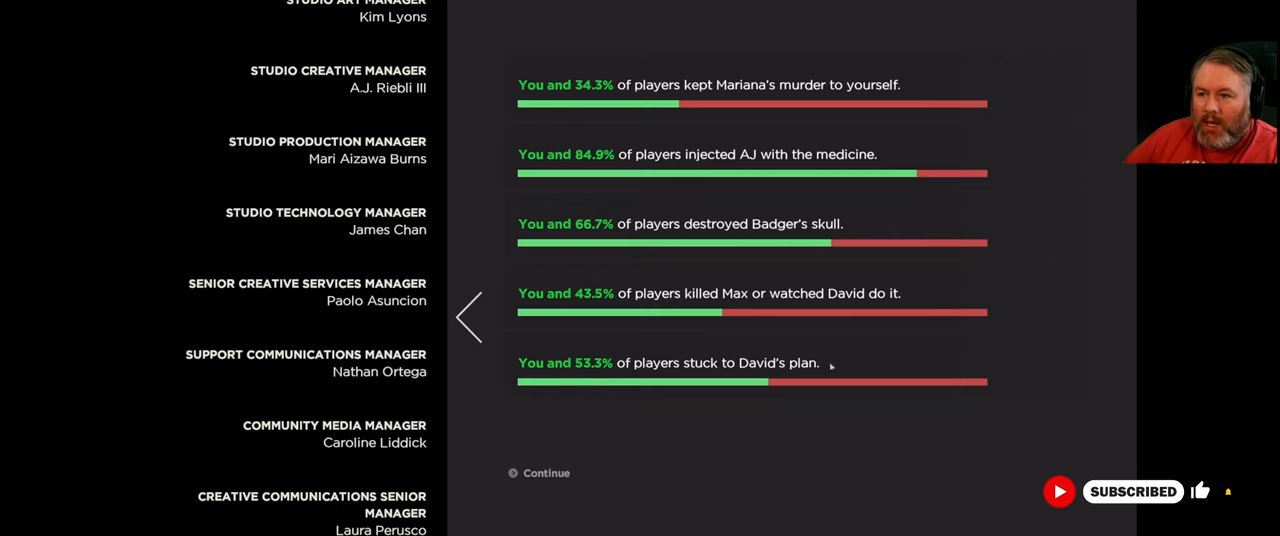 STUDIO ART MANAGER
Kim Lyons
STUDIO CREATIVE MANAGER
A.J. Riebli III
STUDIO PRODUCTION MANAGER
Mari Aizawa Burns
STUDIO TECHNOLOGY MANAGER
James Chan
SENIOR CREATIVE SERVICES MANAGER
Paolo Asuncion
SUPPORT COMMUNICATIONS MANAGER
Nathan Ortega
COMMUNITY MEDIA MANAGER
Caroline Liddick
CREATIVE COMMUNICATIONS SENIOR
MANAGER
Laura Perusco
You and 34.3% of players kept Mariana's murder to yourself.
You and 84.9% of players injected AJ with the medicine.
You and 66.7% of players destroyed Badger's skull.
You and 43.5% of players killed Max or watched David do it.
You and 53.3% of players stuck to David's plan.
Continue
SUBSCRIBED